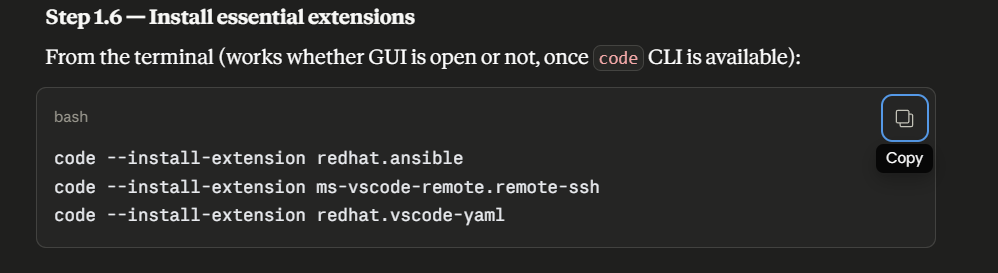 Step 1.6 — Install essential extensions
From the terminal (works whether GUI is open or not, once code CLI is available):
bash
Copy
code --install-extension redhat.ansible
code --install-extension ms-vscode-remote.remote-ssh
code --install-extension redhat.vscode-yaml